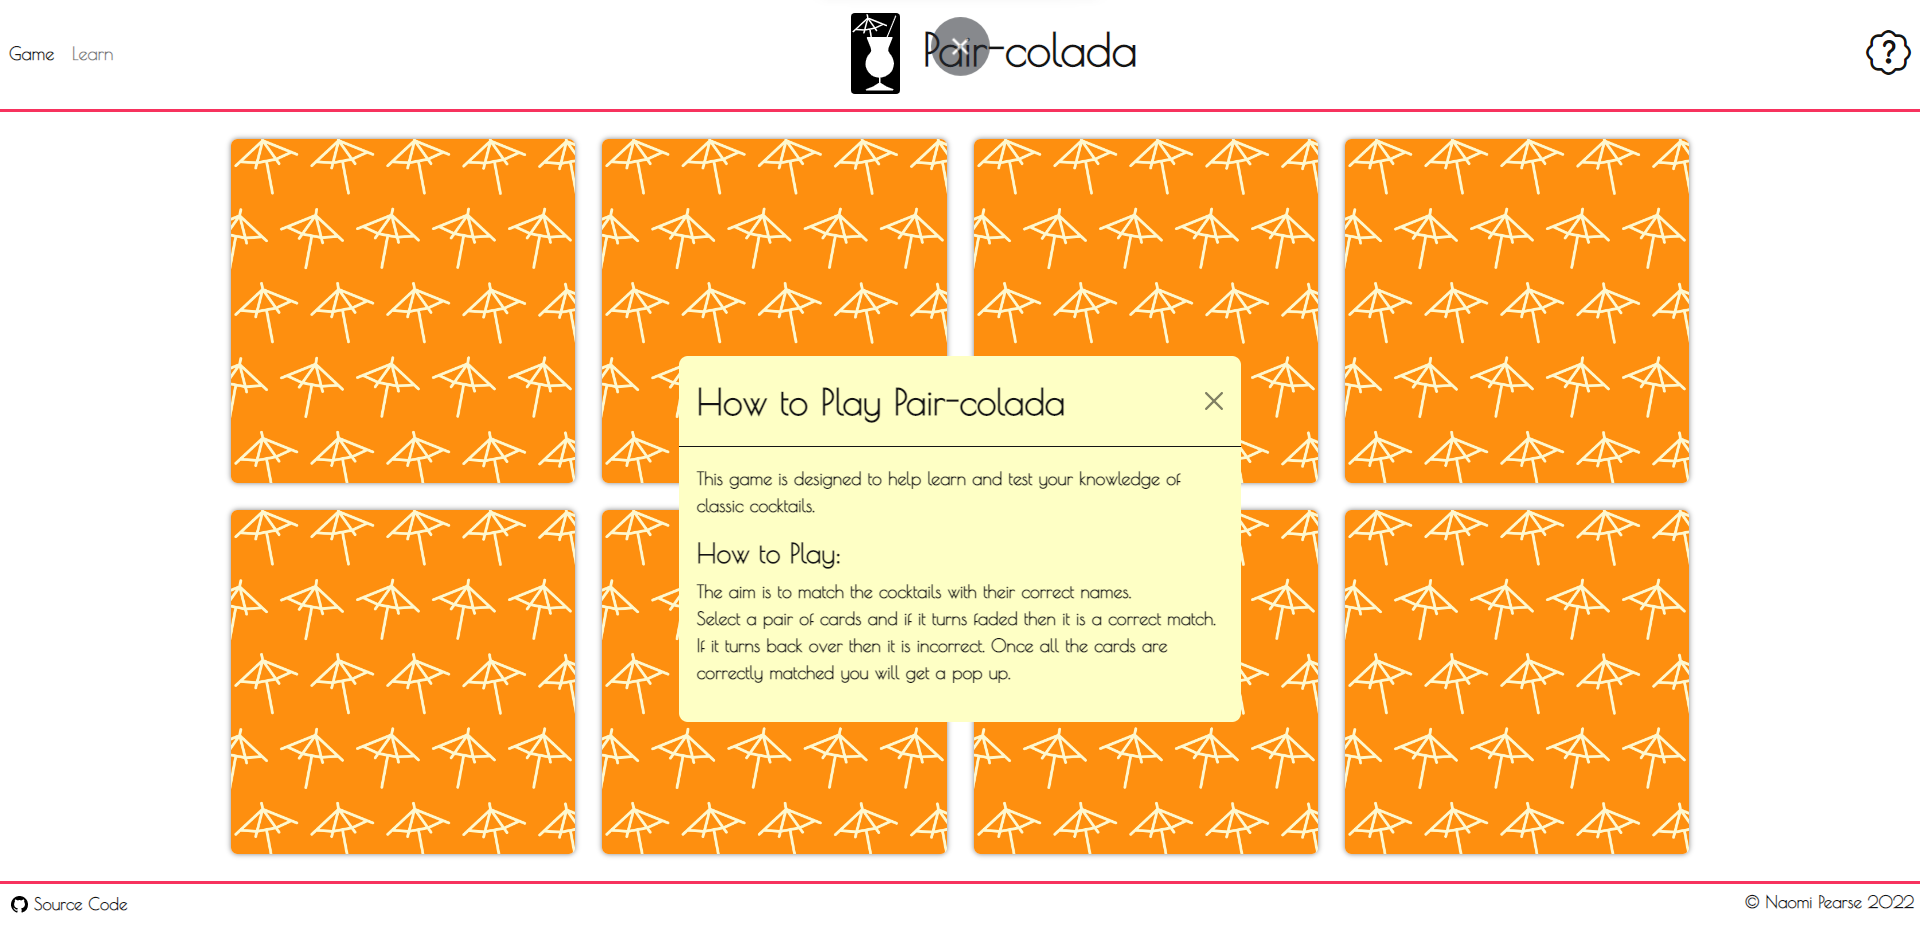 Game Learn
Pair-colada
How to Play Pair-colada
This game is designed to help learn and test your knowledge of
classic cocktails.
How to Play:
The aim is to match the cocktails with their correct names.
Select a pair of cards and if it turns faded then it is a correct match.
If it turns back over then it is incorrect. Once all the cards are
correctly matched you will get a pop up.
Source Code
© Naomi Pearse 2022